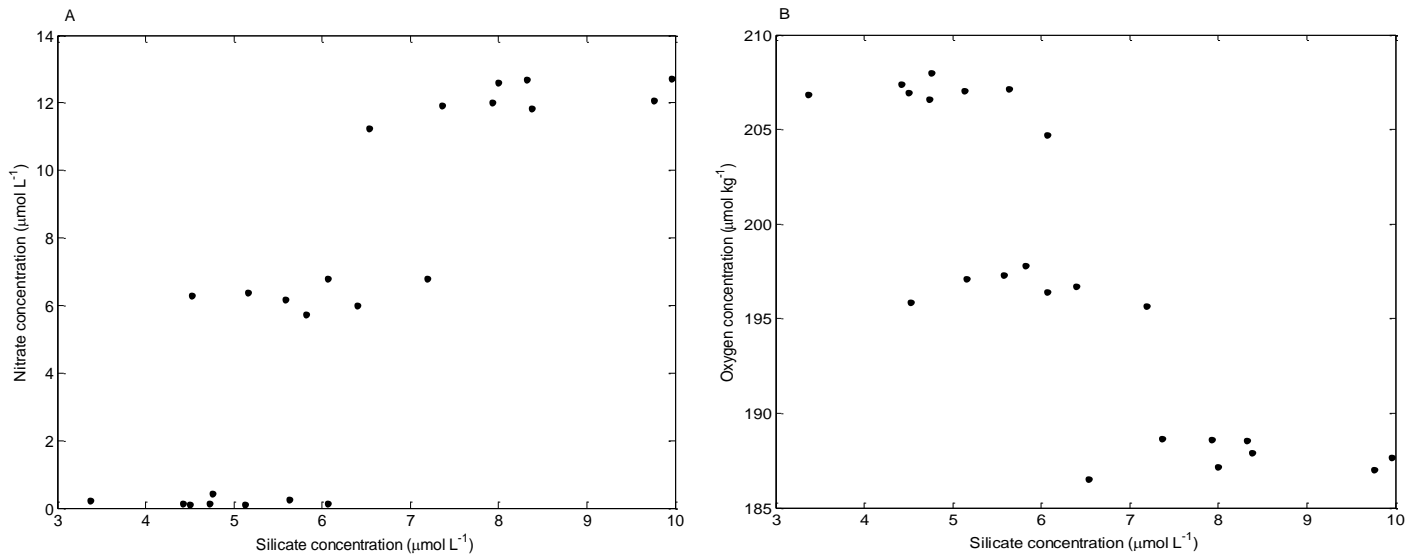 A
14
12
10
8
6
4
2
0
Nitrate concentration (μmol L⁻¹)
3 4 5 6 7 8 9 10
Silicate concentration (μmol L⁻¹)
B
210
205
200
195
190
185
Oxygen concentration (μmol kg⁻¹)
3 4 5 6 7 8 9 10
Silicate concentration (μmol L⁻¹)